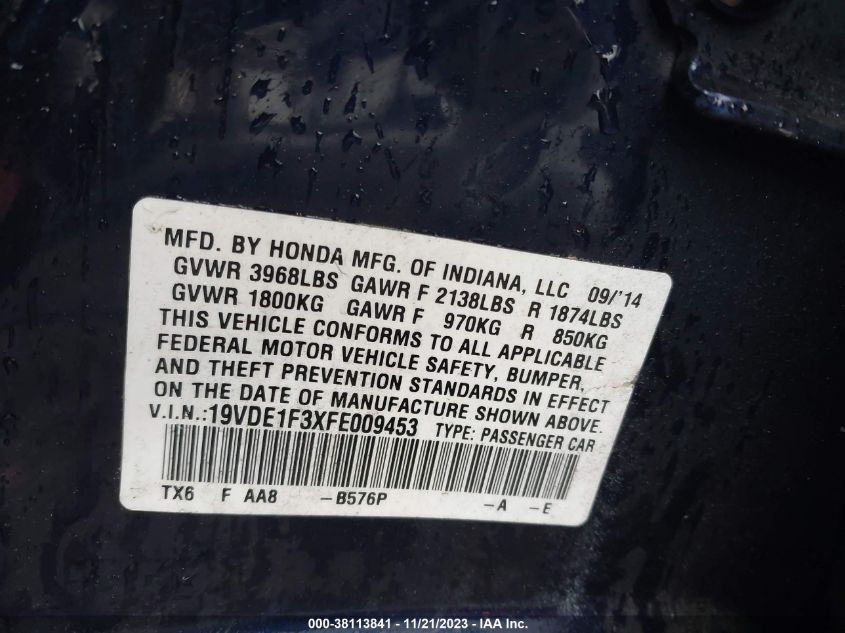 MFD. BY HONDA MFG. OF INDIANA, LLC 09/'14
GVWR 3968LBS GAWR F 2138LBS R 1874LBS
GVWR 1800KG GAWR F 970KG R 850KG
THIS VEHICLE CONFORMS TO ALL APPLICABLE
FEDERAL MOTOR VEHICLE SAFETY, BUMPER,
AND THEFT PREVENTION STANDARDS IN EFFECT
ON THE DATE OF MANUFACTURE SHOWN ABOVE.
V.I.N.:19VDE1F3XFE009453 TYPE: PASSENGER CAR
TX6 F AA8 -B576P -A -E
000-38113841 - 11/21/2023 - IAA Inc.